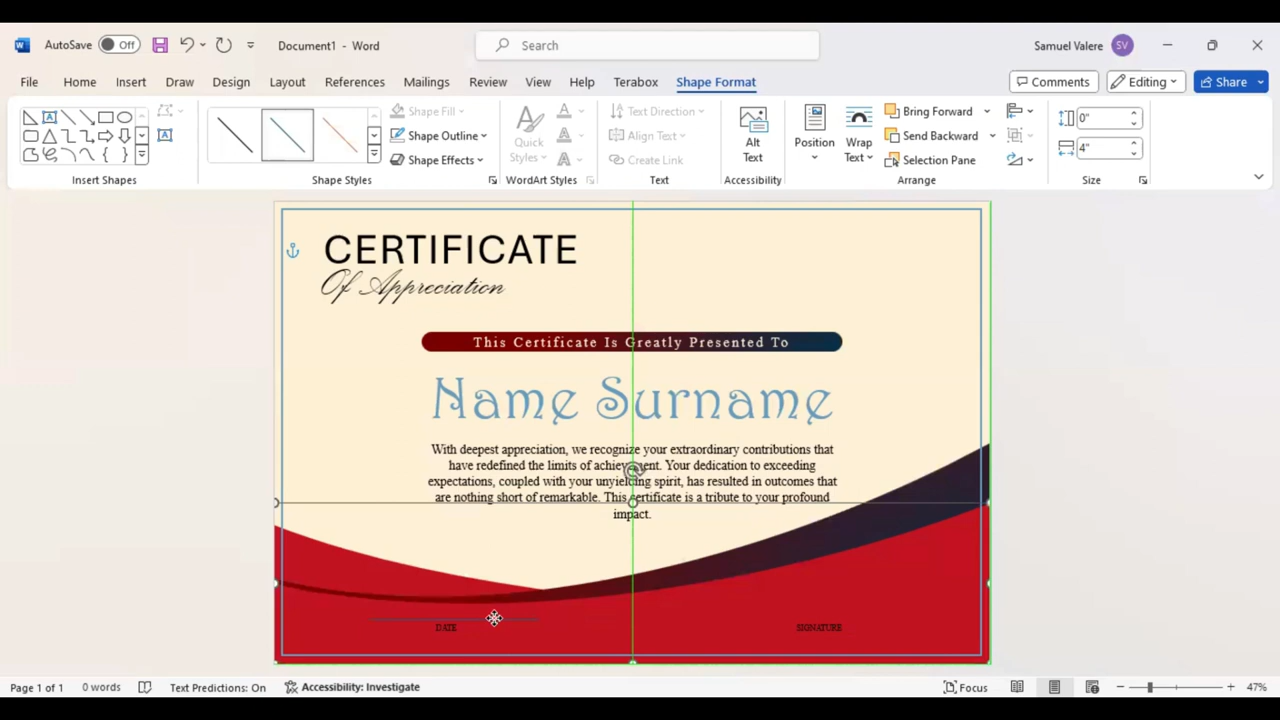 AutoSave Off Document1 - Word Search Samuel Valere SV
File Home Insert Draw Design Layout References Mailings Review View Help Terabox Shape Format Comments Editing Share
Shape Fill
Shape Outline
Shape Effects
Quick
Styles
Text Direction
Align Text
Create Link
Alt
Text
Position
Wrap
Text
Bring Forward
Send Backward
Selection Pane
0"
4"
Insert Shapes Shape Styles WordArt Styles Text Accessibility Arrange Size
CERTIFICATE
Of Appreciation
This Certificate Is Greatly Presented To
Name Surname
With deepest appreciation, we recognize your extraordinary contributions that
have redefined the limits of achievement. Your dedication to exceeding
expectations, coupled with your unyielding spirit, has resulted in outcomes that
are nothing short of remarkable. This certificate is a tribute to your profound
impact.
DATE SIGNATURE
Page 1 of 1 0 words Text Predictions: On Accessibility: Investigate Focus 47%